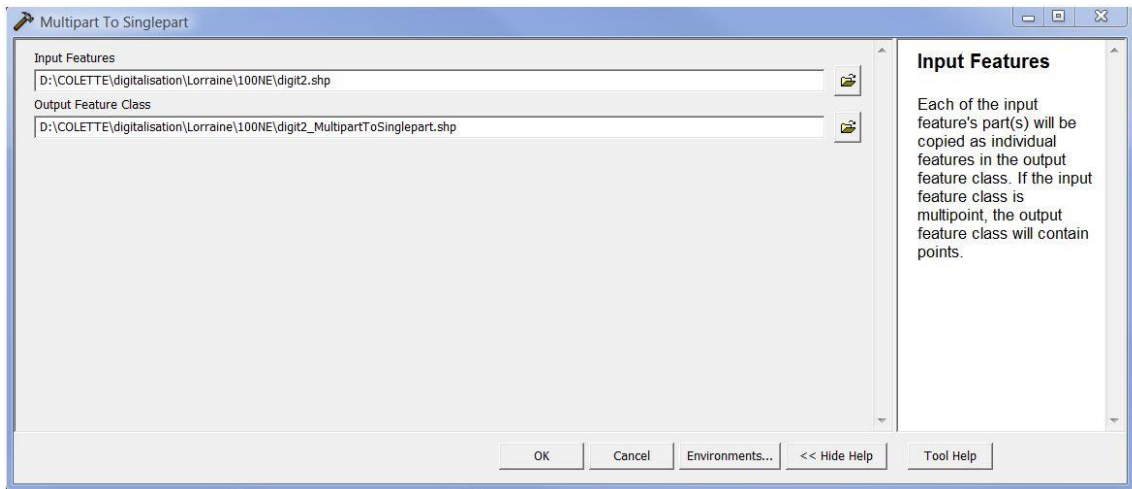 Multipart To Singlepart
Input Features
D:\COLETTE\digitalisation\Lorraine\100NE\digit2.shp
Output Feature Class
D:\COLETTE\digitalisation\Lorraine\100NE\digit2_MultipartToSinglepart.shp
Input Features
Each of the input
feature's part(s) will be
copied as individual
features in the output
feature class. If the input
feature class is
multipoint, the output
feature class will contain
points.
OK Cancel Environments... << Hide Help Tool Help